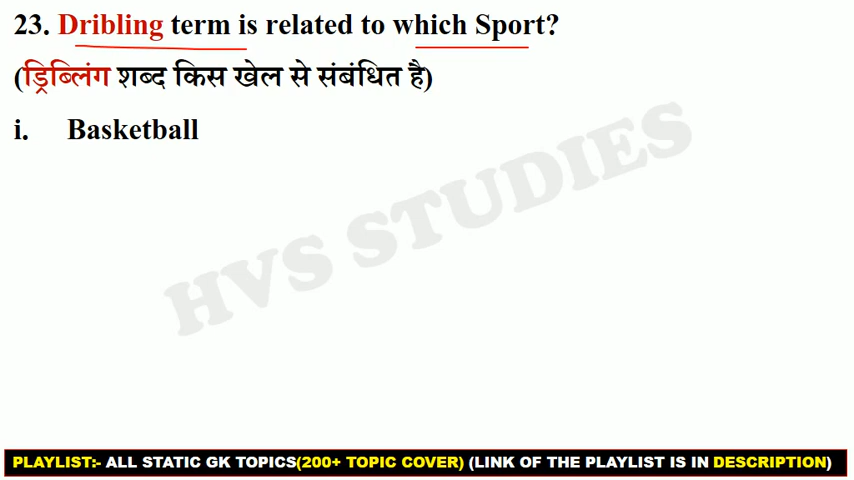 23. Dribling term is related to which Sport?
(ड्रिब्लिंग शब्द किस खेल से संबंधित है)
i. Basketball
HVS STUDIES
PLAYLIST:- ALL STATIC GK TOPICS(200+ TOPIC COVER) (LINK OF THE PLAYLIST IS IN DESCRIPTION)